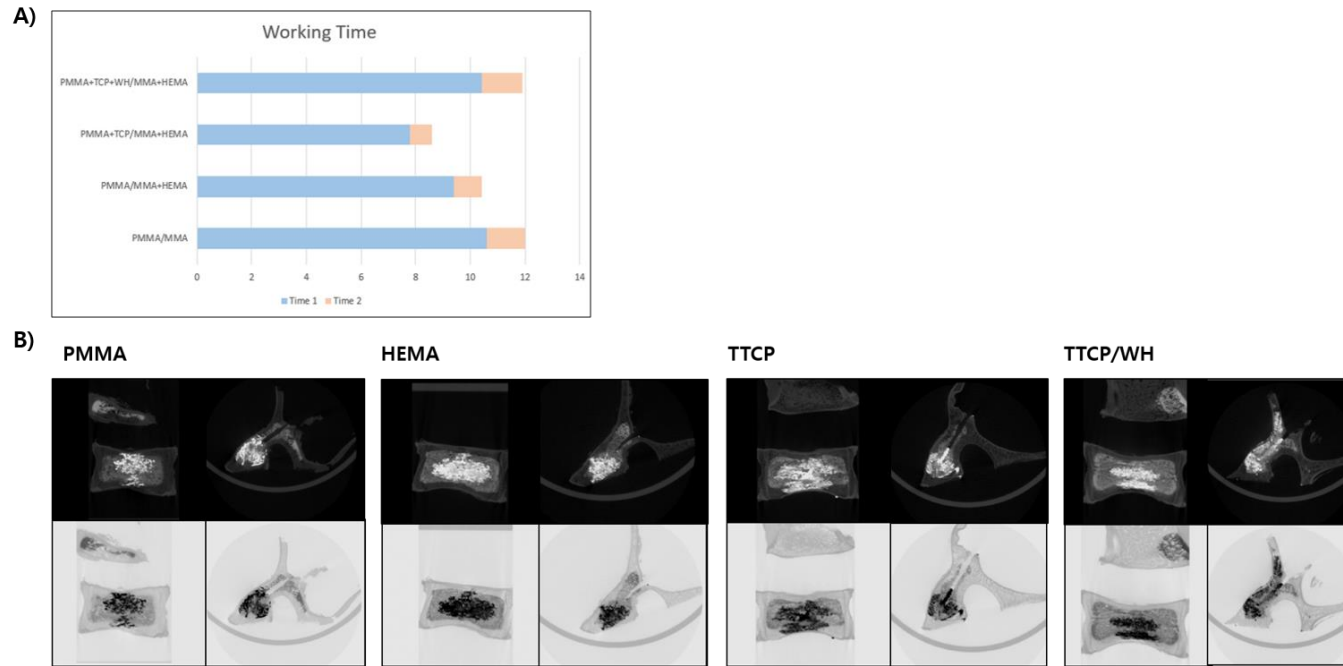 A)
Working Time
PMMA+TCP+WH/MMA+HEMA
PMMA+TCP/MMA+HEMA
PMMA/MMA+HEMA
PMMA/MMA
0 2 4 6 8 10 12 14
Time 1 Time 2
B)
PMMA HEMA TTCP TTCP/WH